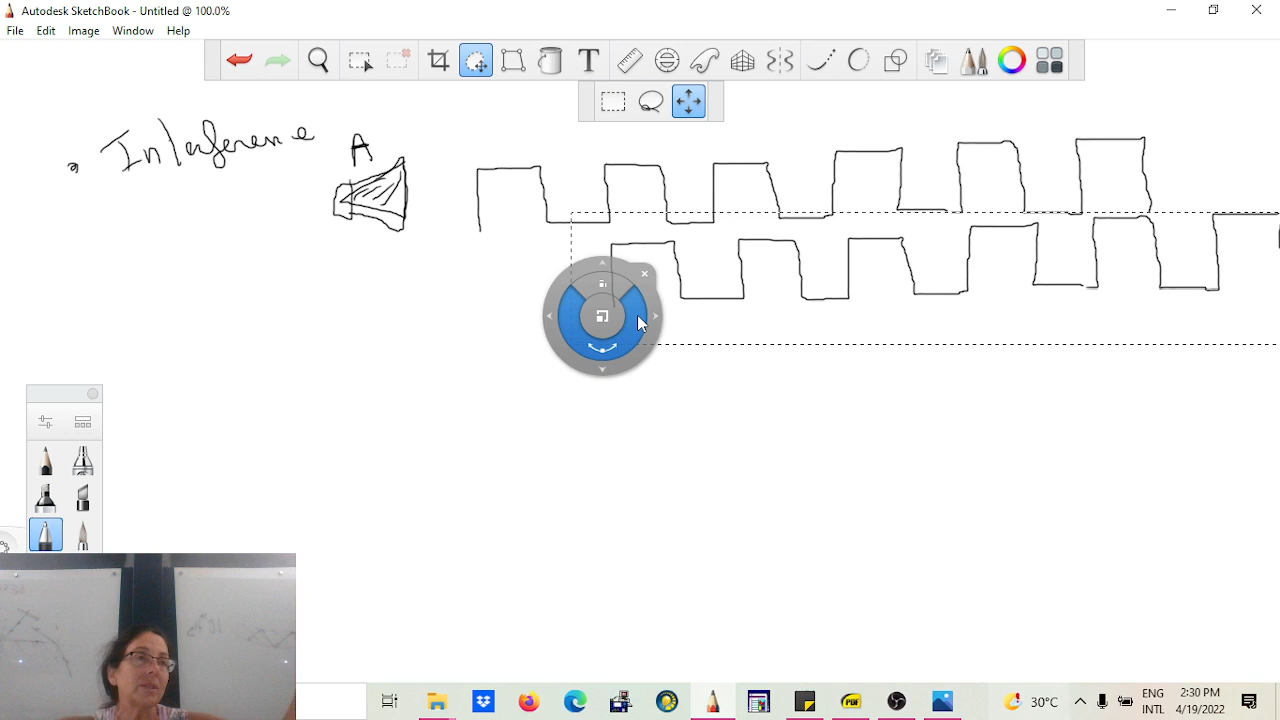 Autodesk SketchBook - Untitled @ 100.0%
File Edit Image Window Help
T
• Interference
A
PDF
30°C
ENG
INTL
2:30 PM
4/19/2022